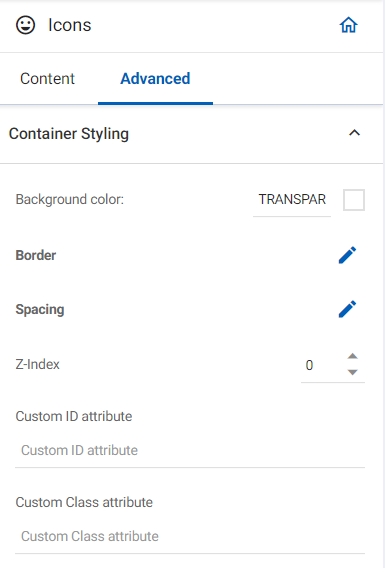 Icons
Content Advanced
Container Styling
Background color: TRANSPAR
Border
Spacing
Z-Index 0
Custom ID attribute
Custom ID attribute
Custom Class attribute
Custom Class attribute